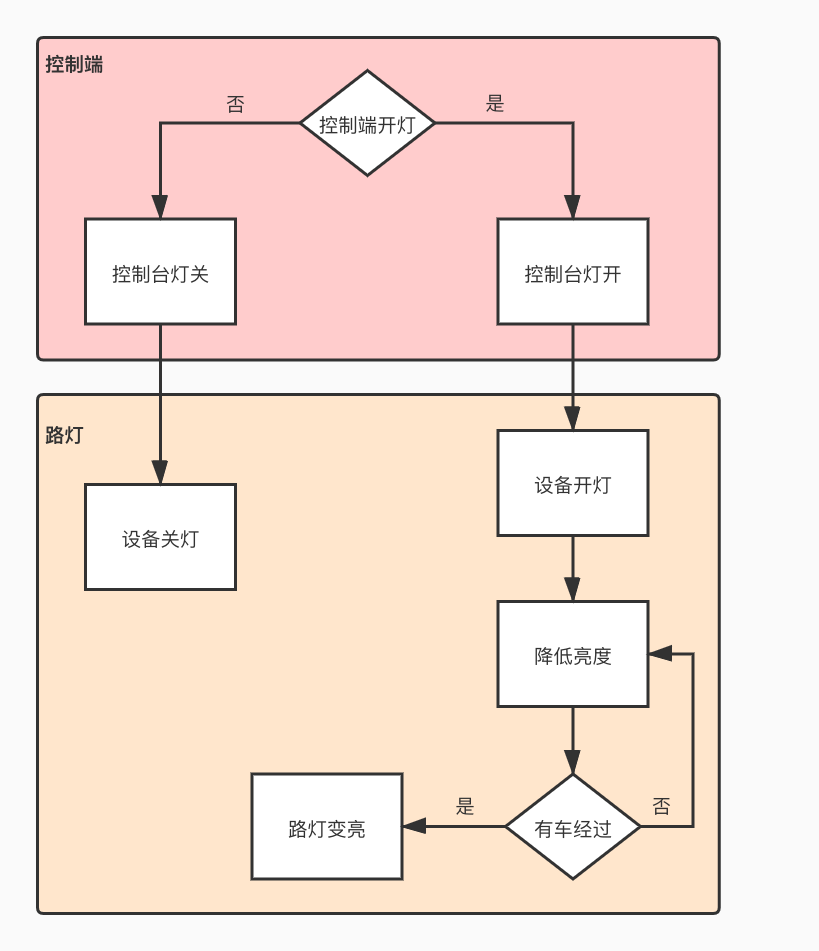 控制端
否
是
控制端开灯
控制台灯关
控制台灯开
路灯
设备开灯
设备关灯
降低亮度
是
否
路灯变亮
有车经过